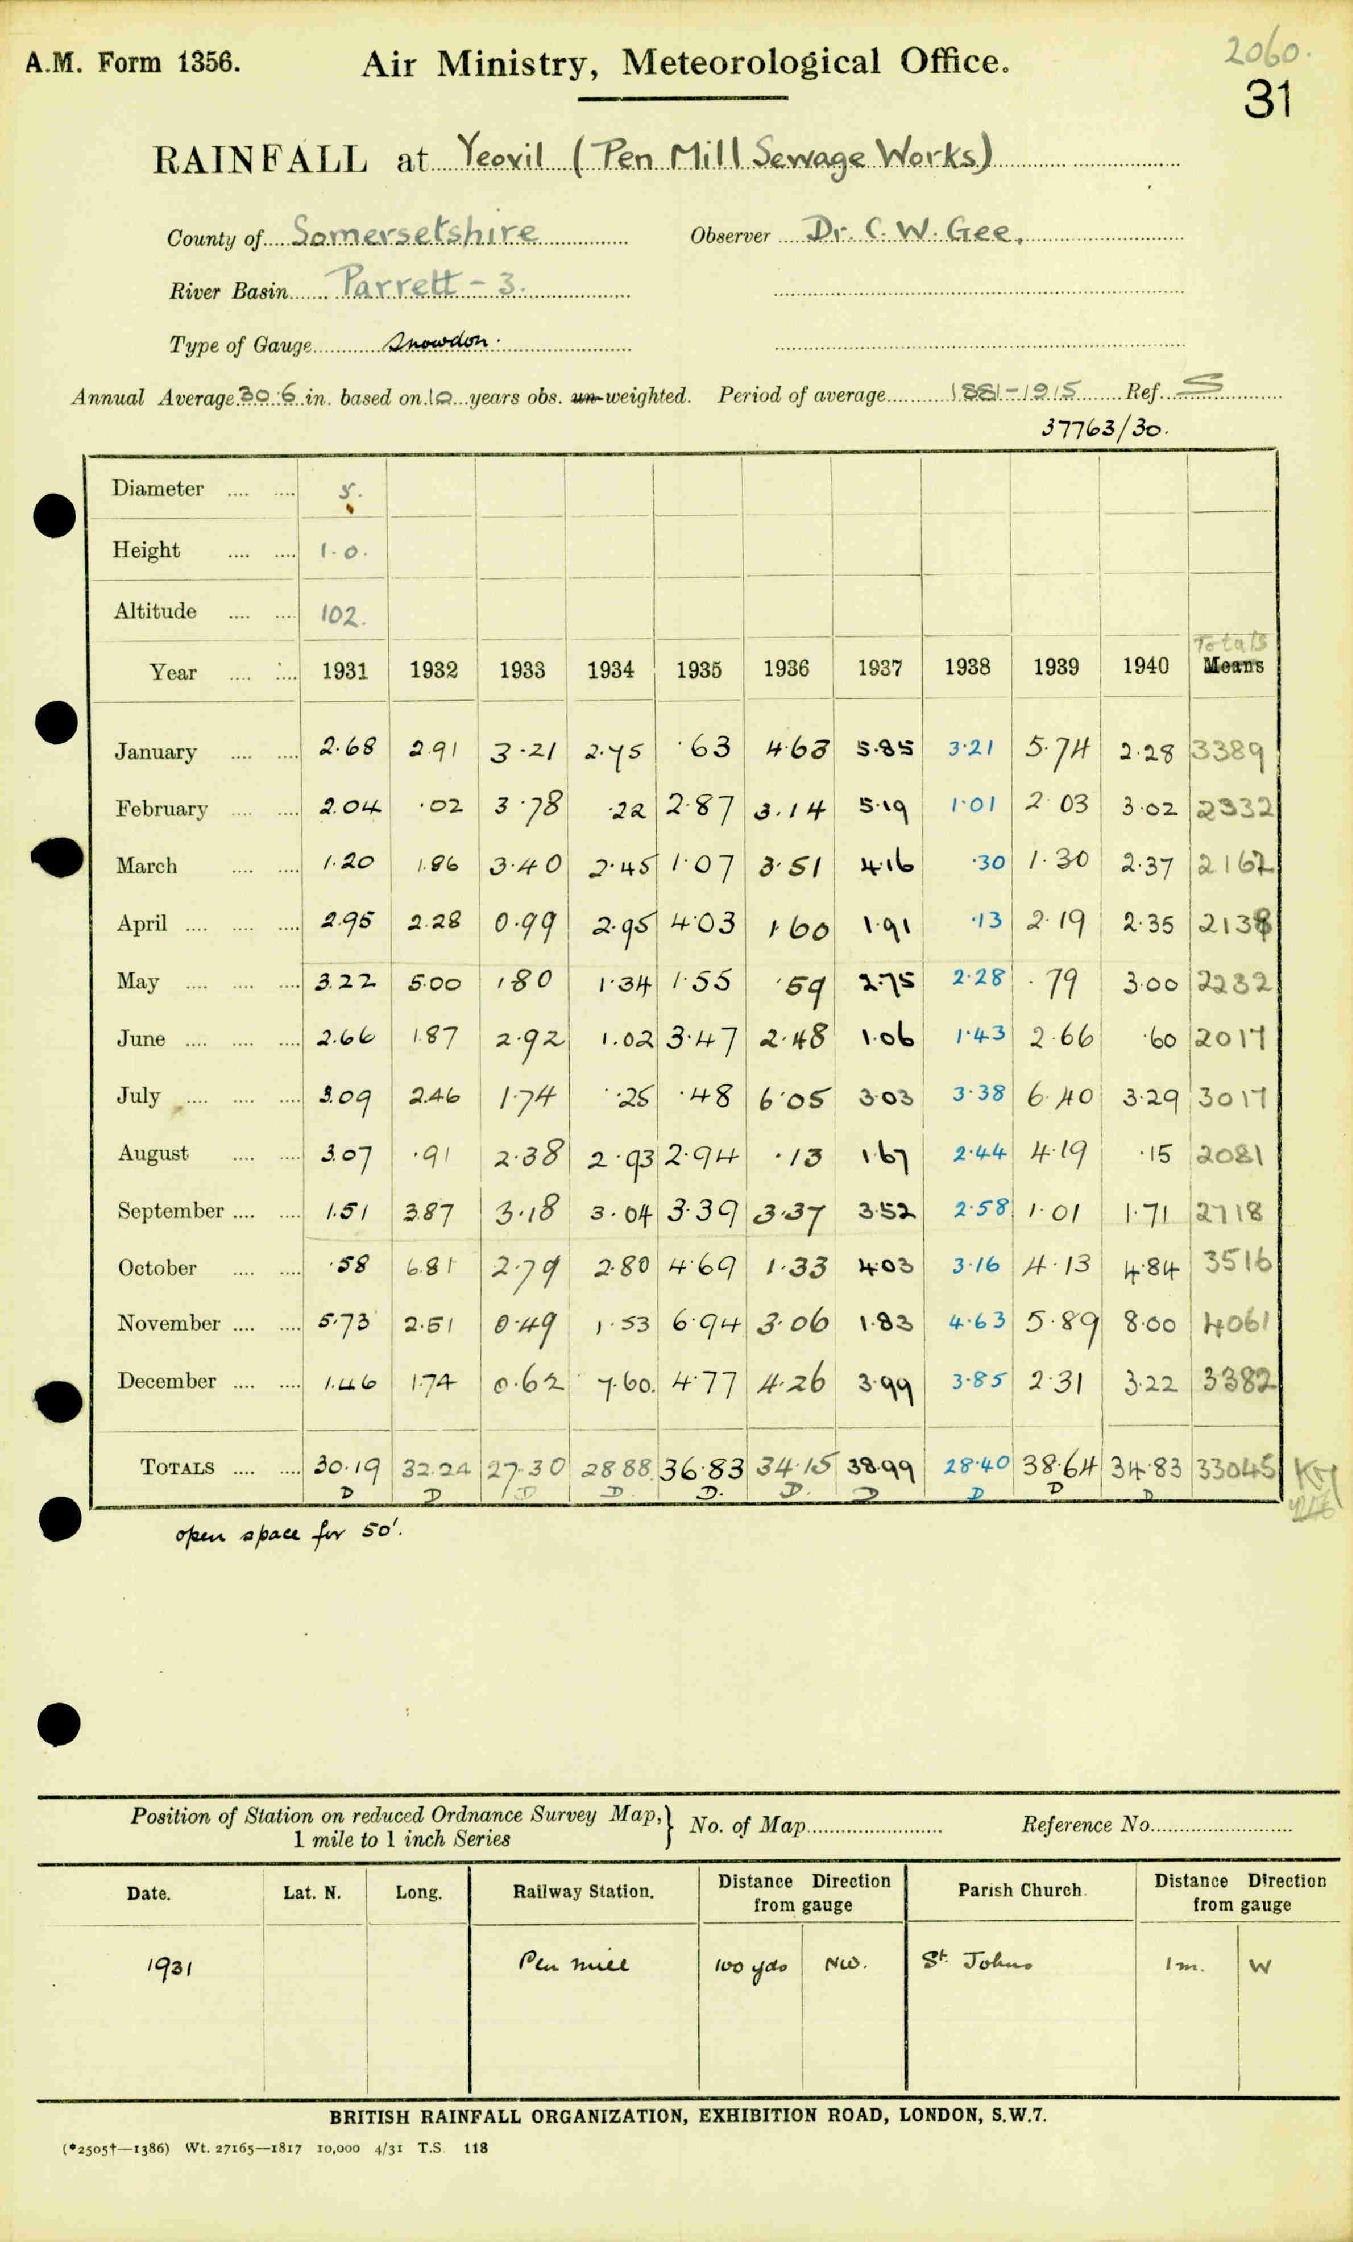 2060.
A.M. Form 1356. Air Ministry, Meteorological Office.
31
RAINFALL at Yeovil (Pen Mill Sewage Works)
County of Somersetshire Observer Dr. C. W. Gee,
River Basin Parrett - 3.
Type of Gauge Snowdon.
Annual Average 30.6 in. based on 10 years obs. un-weighted. Period of average 1881-1915 Ref. S
37763/30.
Diameter .... .... 5.
Height .... .... 1.0.
Altitude .... .... 102.
Totals
Year .... .... 1931 1932 1933 1934 1935 1936 1937 1938 1939 1940 Means
January .... .... 2.68 2.91 3.21 2.75 .63 4.63 5.85 3.21 5.74 2.28 3389
February .... .... 2.04 .02 3.78 .22 2.87 3.14 5.19 1.01 2.03 3.02 2332
March .... .... 1.20 1.86 3.40 2.45 1.07 3.51 4.16 .30 1.30 2.37 2162
April .... .... .... 2.95 2.28 0.99 2.95 4.03 1.60 1.91 .13 2.19 2.35 2138
May .... .... .... 3.22 5.00 1.80 1.34 1.55 .59 2.75 2.28 .79 3.00 2232
June .... .... .... 2.66 1.87 2.92 1.02 3.47 2.48 1.06 1.43 2.66 .60 2017
July .... .... .... 3.09 2.46 1.74 .25 .48 6.05 3.03 3.38 6.40 3.29 3017
August .... .... 3.07 .91 2.38 2.93 2.94 .13 1.67 2.44 4.19 .15 2081
September .... .... 1.51 3.87 3.18 3.04 3.39 3.37 3.52 2.58 1.01 1.71 2718
October .... .... .58 6.81 2.79 2.80 4.69 1.33 4.03 3.16 4.13 4.84 3516
November .... .... 5.73 2.51 0.49 1.53 6.94 3.06 1.83 4.63 5.89 8.00 4061
December .... .... 1.46 1.74 0.62 7.60. 4.77 4.26 3.99 3.85 2.31 3.22 3382
TOTALS .... .... 30.19 32.24 27.30 28.88. 36.83 34.15 38.99 28.40 38.64 34.83 33045
D D D D. D. D. D D D D
open space for 50'.
Position of Station on reduced Ordnance Survey Map, } No. of Map Reference No.
1 mile to 1 inch Series
Date. Lat. N. Long. Railway Station. Distance Direction from gauge Parish Church. Distance Direction from gauge
1931 Pen mill 100 yds NW. St. Johns 1 m. W
BRITISH RAINFALL ORGANIZATION, EXHIBITION ROAD, LONDON, S.W.7.
(*2505†—1386) Wt. 27165—1817 10,000 4/31 T.S. 118